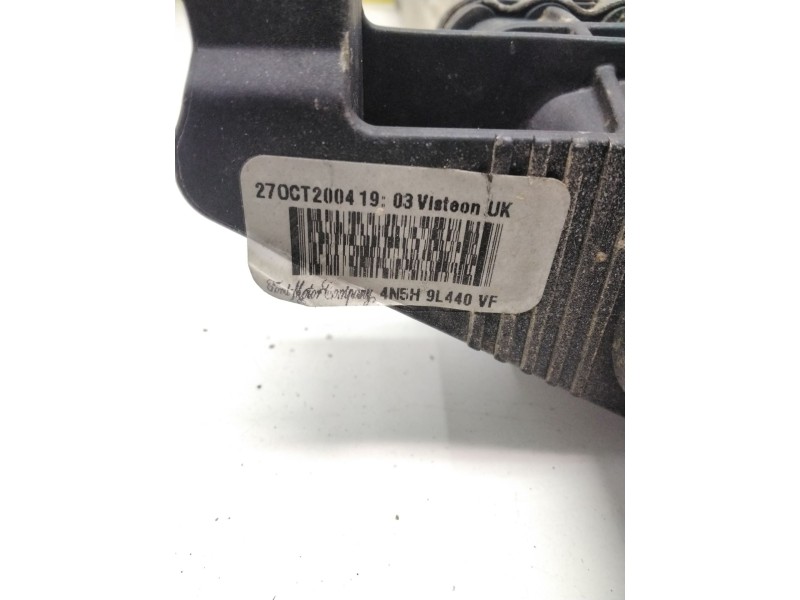 27OCT2004 19: 03 Visteon UK
Ford Motor Company, 4N5H 9L440 VF